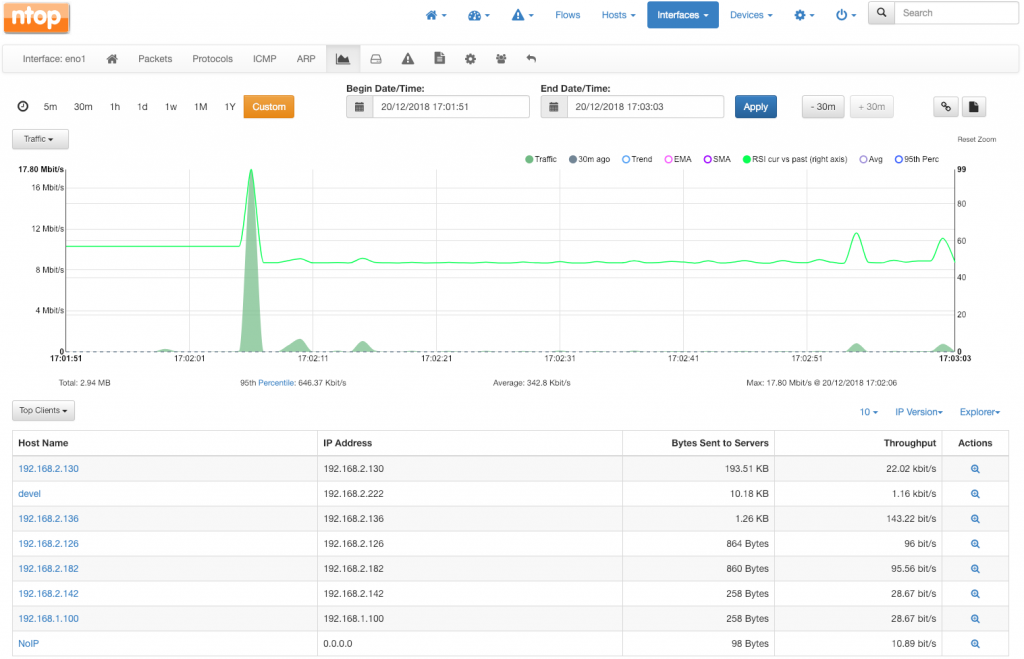 ntop
Flows Hosts Interfaces Devices Search
Interface: eno1 Packets Protocols ICMP ARP
Begin Date/Time: End Date/Time:
5m 30m 1h 1d 1w 1M 1Y Custom 20/12/2018 17:01:51 20/12/2018 17:03:03 Apply - 30m + 30m
Traffic Reset Zoom
Traffic 30m ago Trend EMA SMA RSI cur vs past (right axis) Avg 95th Perc
17.80 Mbit/s 99
16 Mbit/s
80
12 Mbit/s
60
8 Mbit/s
40
4 Mbit/s
20
0 0
17:01:51 17:02:01 17:02:11 17:02:21 17:02:31 17:02:41 17:02:51 17:03:03
Total: 2.94 MB 95th Percentile: 646.37 Kbit/s Average: 342.8 Kbit/s Max: 17.80 Mbit/s @ 20/12/2018 17:02:06
Top Clients 10 IP Version Explorer
Host Name IP Address Bytes Sent to Servers Throughput Actions
192.168.2.130 192.168.2.130 193.51 KB 22.02 kbit/s
devel 192.168.2.222 10.18 KB 1.16 kbit/s
192.168.2.136 192.168.2.136 1.26 KB 143.22 bit/s
192.168.2.126 192.168.2.126 864 Bytes 96 bit/s
192.168.2.182 192.168.2.182 860 Bytes 95.56 bit/s
192.168.2.142 192.168.2.142 258 Bytes 28.67 bit/s
192.168.1.100 192.168.1.100 258 Bytes 28.67 bit/s
NoIP 0.0.0.0 98 Bytes 10.89 bit/s